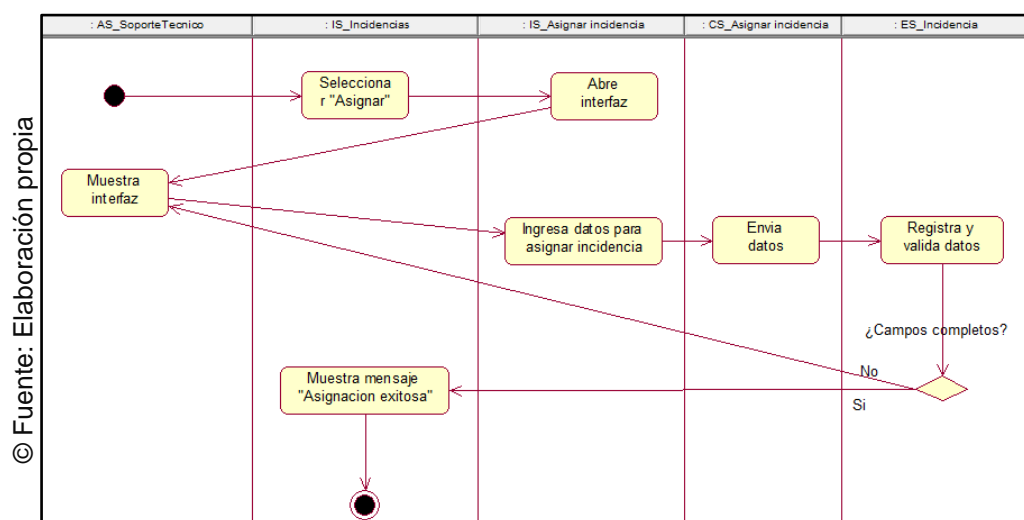 : AS_SoporteTecnico
: IS_Incidencias
: IS_Asignar incidencia
: CS_Asignar incidencia
: ES_Incidencia
Selecciona
r "Asignar"
Abre
interfaz
Muestra
interfaz
Ingresa datos para
asignar incidencia
Envia
datos
Registra y
valida datos
¿Campos completos?
No
Si
Muestra mensaje
"Asignacion exitosa"
© Fuente: Elaboración propia